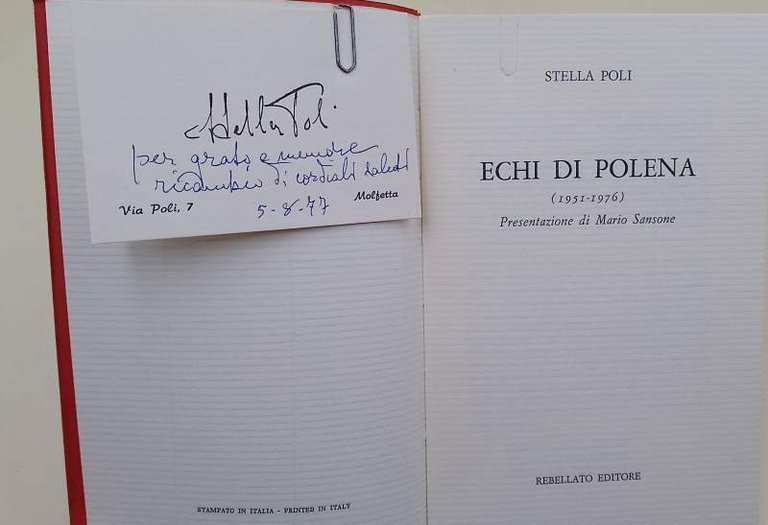 Stella Poli
per grato e memore
ricambio di cordiali saluti
Via Poli, 7
5-8-77
Molfetta
STAMPATO IN ITALIA - PRINTED IN ITALY
STELLA POLI
ECHI DI POLENA
(1951-1976)
Presentazione di Mario Sansone
REBELLATO EDITORE